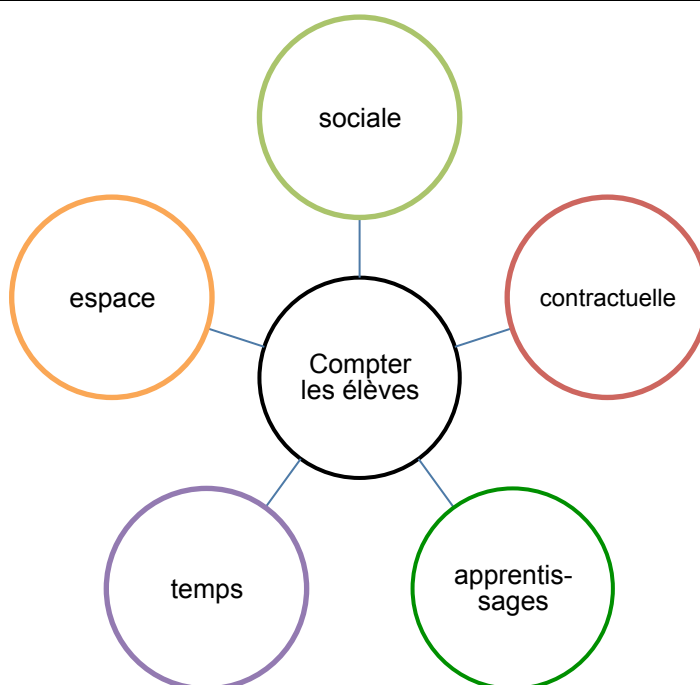 sociale
espace
contractuelle
Compter
les élèves
temps
apprentis-
sages